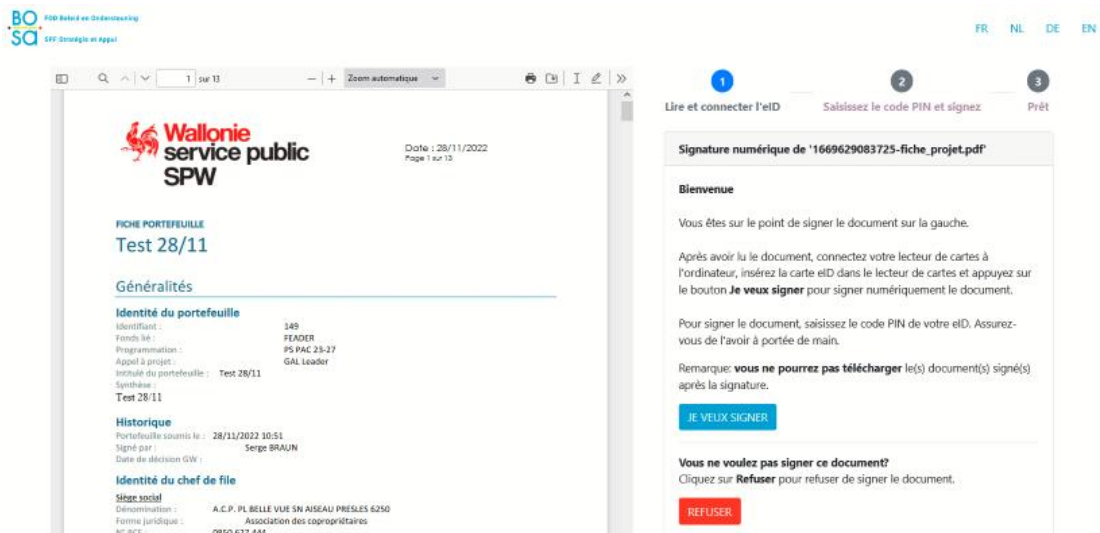 BOSA
FOD Beleid en Ondersteuning
SPF Stratégie et Appui
FR NL DE EN
1 sur 13
Zoom automatique
Wallonie
service public
SPW
Date : 28/11/2022
Page 1 sur 13
FICHE PORTEFEUILLE
Test 28/11
Généralités
Identité du portefeuille
Identifiant : 149
Fonds lié : FEADER
Programmation : PS PAC 23-27
Appel à projet : GAL Leader
Intitulé du portefeuille : Test 28/11
Synthèse :
Test 28/11
Historique
Portefeuille soumis le : 28/11/2022 10:51
Signé par : Serge BRAUN
Date de décision GW :
Identité du chef de file
Siège social
Dénomination : A.C.P. PL BELLE VUE SN AISEAU PRESLES 6250
Forme juridique : Association des copropriétaires
1 2 3
Lire et connecter l'eID Saisissez le code PIN et signez Prêt
Signature numérique de '1669629083725-fiche_projet.pdf'
Bienvenue
Vous êtes sur le point de signer le document sur la gauche.
Après avoir lu le document, connectez votre lecteur de cartes à
l'ordinateur, insérez la carte eID dans le lecteur de cartes et appuyez sur
le bouton Je veux signer pour signer numériquement le document.
Pour signer le document, saisissez le code PIN de votre eID. Assurez-
vous de l'avoir à portée de main.
Remarque: vous ne pourrez pas télécharger le(s) document(s) signé(s)
après la signature.
JE VEUX SIGNER
Vous ne voulez pas signer ce document?
Cliquez sur Refuser pour refuser de signer le document.
REFUSER